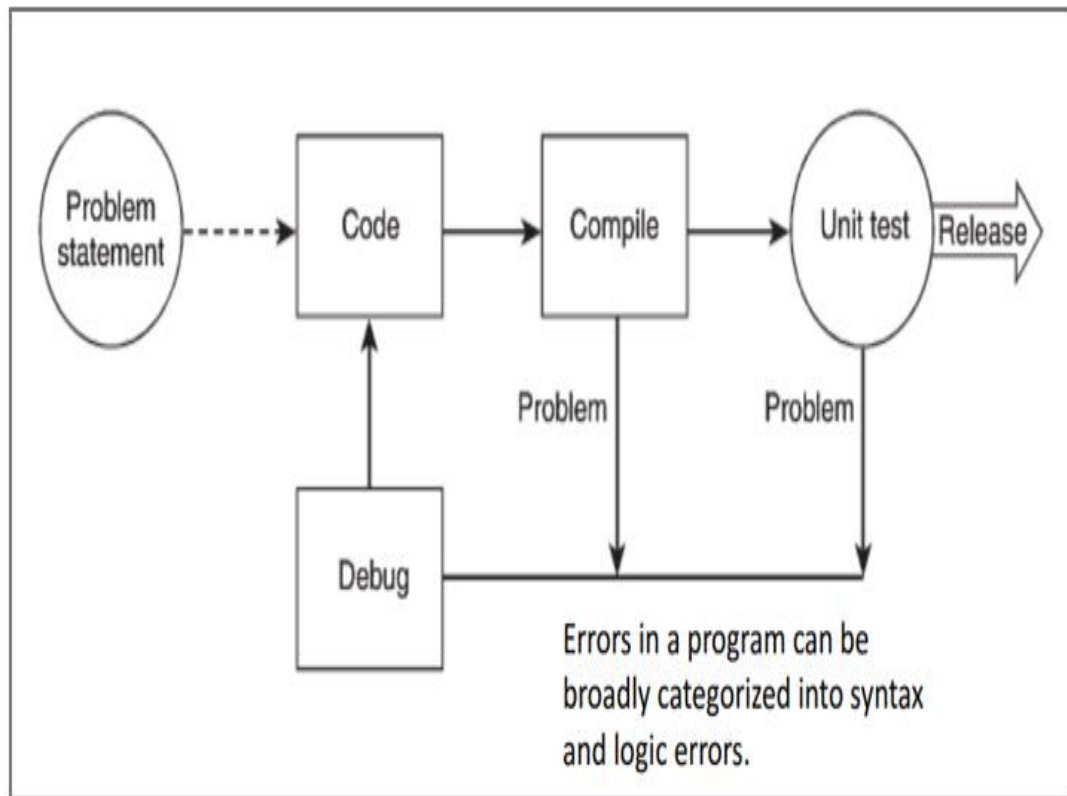 Problem
statement
Code
Compile
Unit test
Release
Problem
Problem
Debug
Errors in a program can be
broadly categorized into syntax
and logic errors.